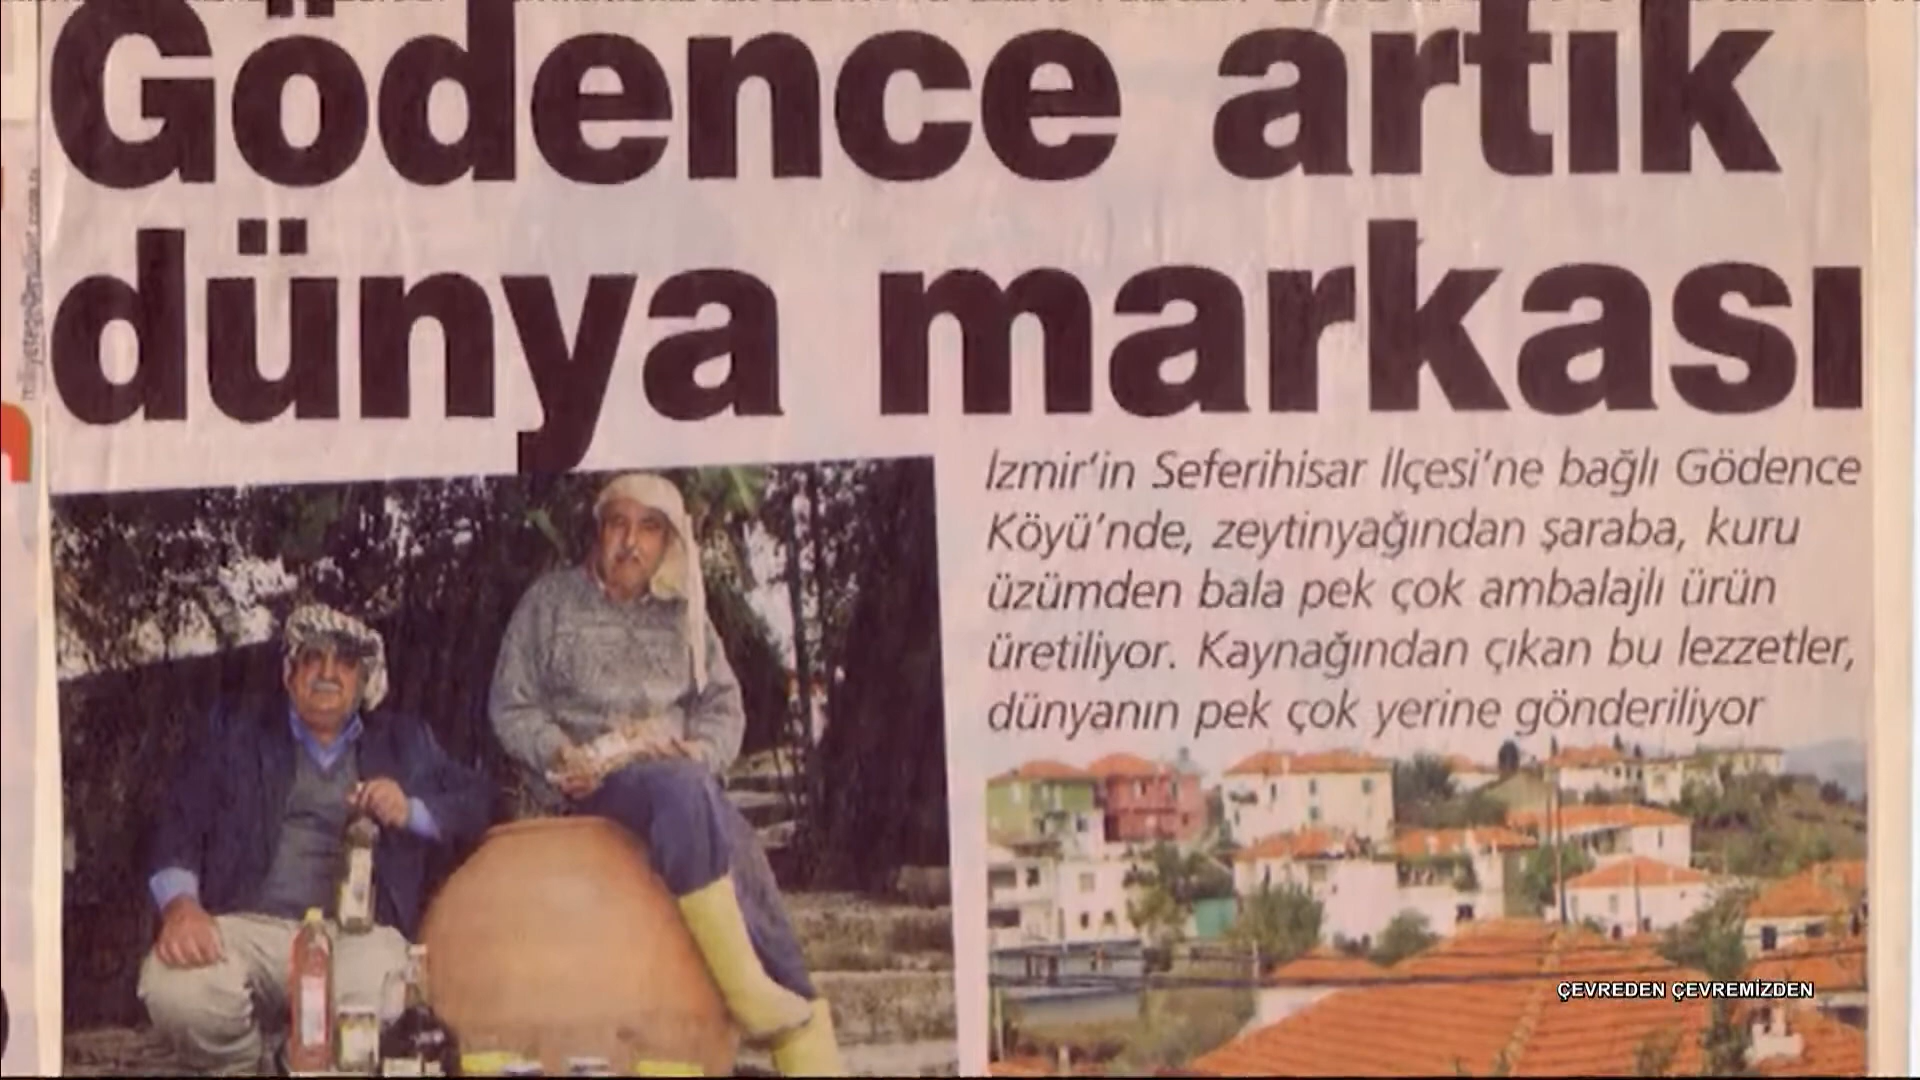 Gödence artık
dünya markası
İzmir'in Seferihisar İlçesi'ne bağlı Gödence
Köyü'nde, zeytinyağından şaraba, kuru
üzümden bala pek çok ambalajlı ürün
üretiliyor. Kaynağından çıkan bu lezzetler,
dünyanın pek çok yerine gönderiliyor
ÇEVREDEN ÇEVREMİZDEN